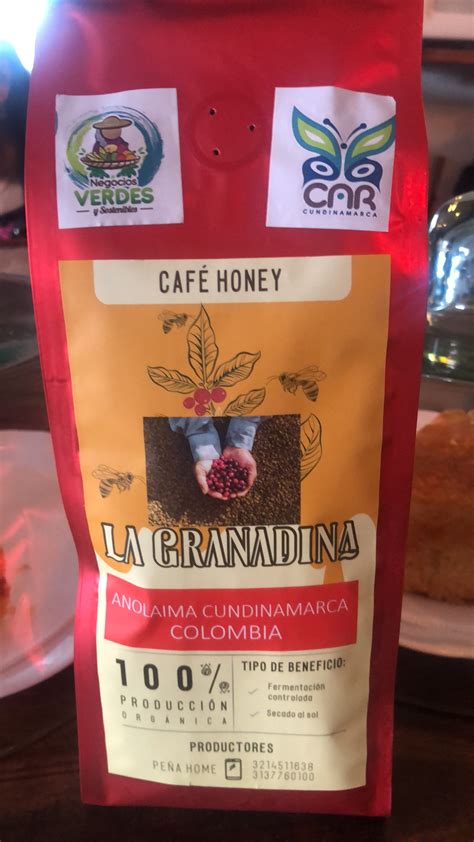 Negocios
VERDES
y Sostenibles
CAR
CUNDINAMARCA
CAFÉ HONEY
LA GRANADINA
ANOLAIMA CUNDINAMARCA
COLOMBIA
100%
PRODUCCIÓN
ORGÁNICA
TIPO DE BENEFICIO:
Fermentación
controlada
Secado al sol
PRODUCTORES
PEÑA HOME
3214511638
3137760100